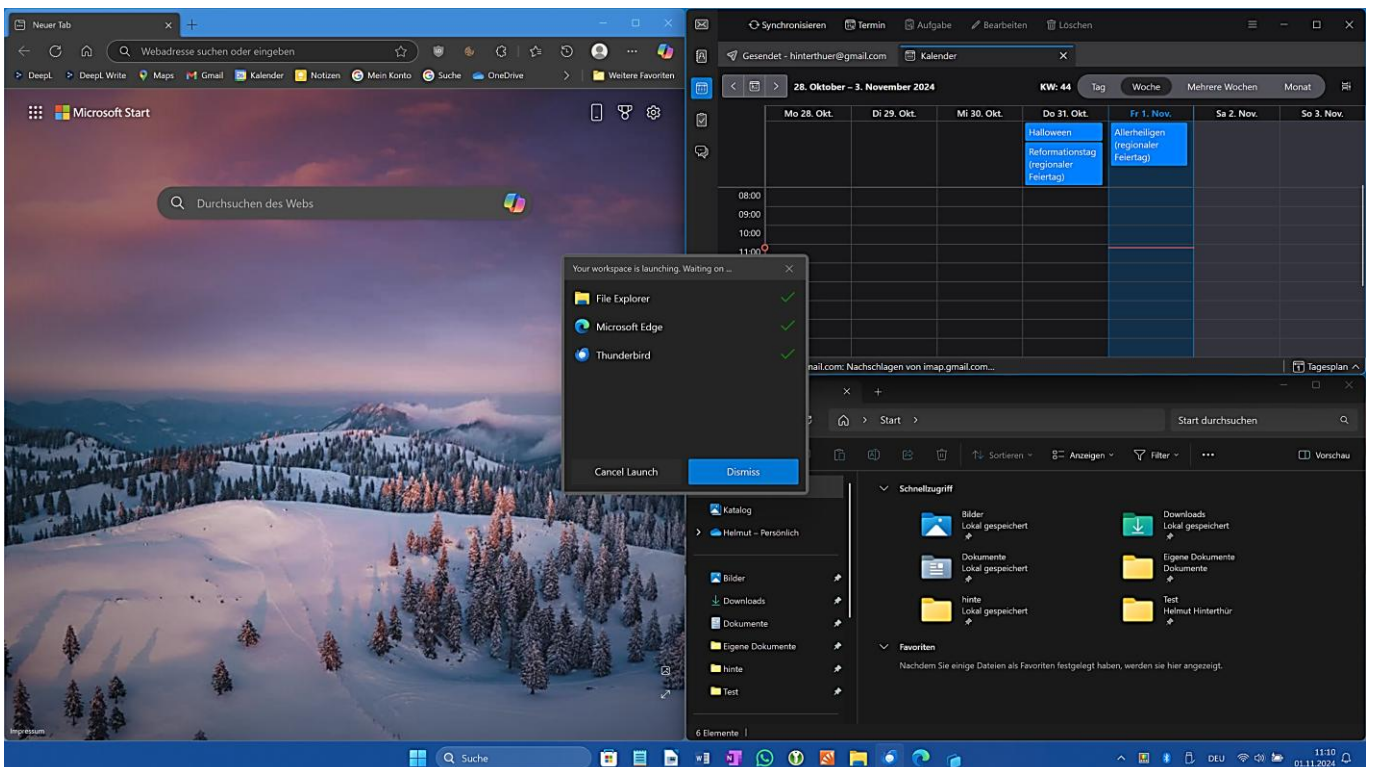 Neuer Tab
Webadresse suchen oder eingeben
DeepL
DeepL Write
Maps
Gmail
Kalender
Notizen
Mein Konto
Suche
OneDrive
Weitere Favoriten
Microsoft Start
Durchsuchen des Webs
Impressum
Synchronisieren
Termin
Aufgabe
Bearbeiten
Löschen
Gesendet - hinterthuer@gmail.com
Kalender
28. Oktober – 3. November 2024
KW: 44
Tag
Woche
Mehrere Wochen
Monat
Mo 28. Okt.
Di 29. Okt.
Mi 30. Okt.
Do 31. Okt.
Fr 1. Nov.
Sa 2. Nov.
So 3. Nov.
Halloween
Reformationstag
(regionaler
Feiertag)
Allerheiligen
(regionaler
Feiertag)
08:00
09:00
10:00
11:00
Your workspace is launching. Waiting on ...
File Explorer
Microsoft Edge
Thunderbird
Cancel Launch
Dismiss
mail.com: Nachschlagen von imap.gmail.com...
Tagesplan
Start
Start durchsuchen
Sortieren
Anzeigen
Filter
Vorschau
Katalog
Helmut – Persönlich
Bilder
Downloads
Dokumente
Eigene Dokumente
hinte
Test
Schnellzugriff
Bilder
Lokal gespeichert
Downloads
Lokal gespeichert
Dokumente
Lokal gespeichert
Eigene Dokumente
Dokumente
hinte
Lokal gespeichert
Test
Helmut Hinterthür
Favoriten
Nachdem Sie einige Dateien als Favoriten festgelegt haben, werden sie hier angezeigt.
6 Elemente
Suche
DEU
11:10
01.11.2024